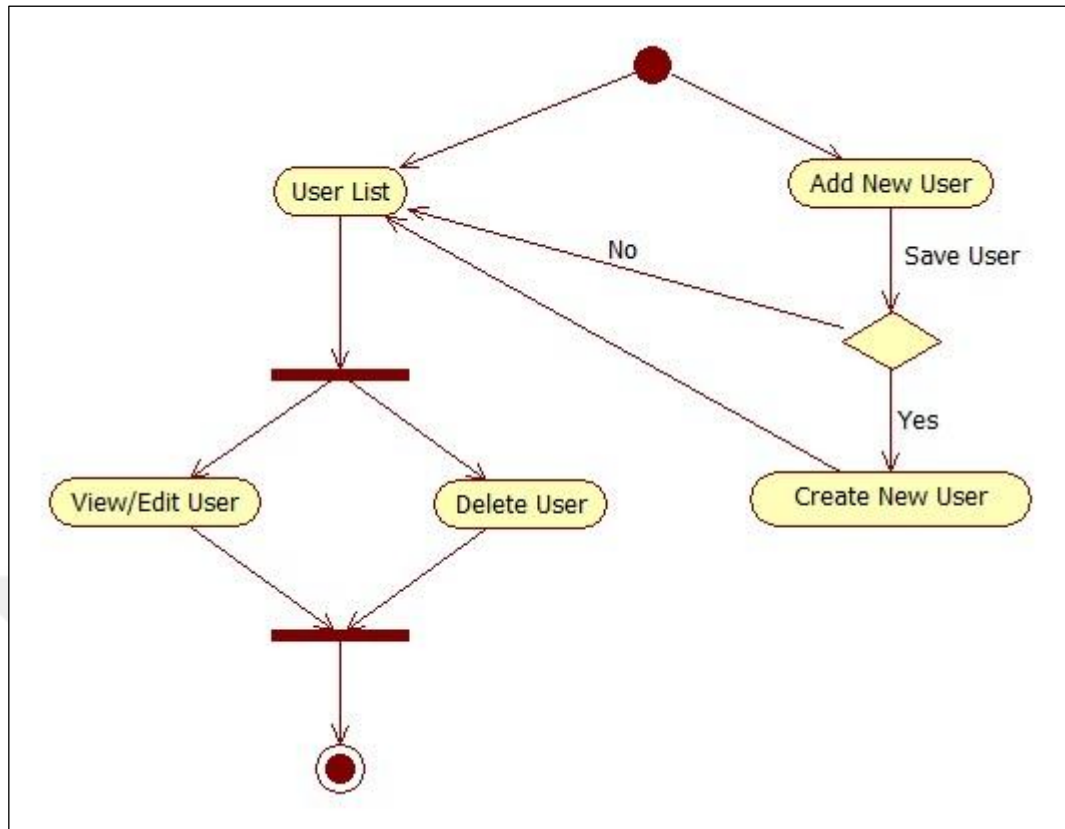 User List
Add New User
No
Save User
Yes
View/Edit User
Delete User
Create New User